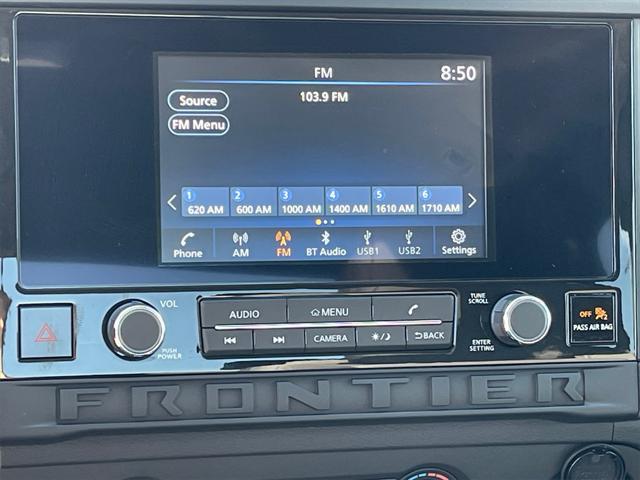 FM 8:50
Source 103.9 FM
FM Menu
1 2 3 4 5 6
620 AM 600 AM 1000 AM 1400 AM 1610 AM 1710 AM
Phone AM FM BT Audio USB1 USB2 Settings
VOL
PUSH
POWER
AUDIO MENU
CAMERA BACK
TUNE
SCROLL
ENTER
SETTING
OFF 2
PASS AIR BAG
FRONTIER